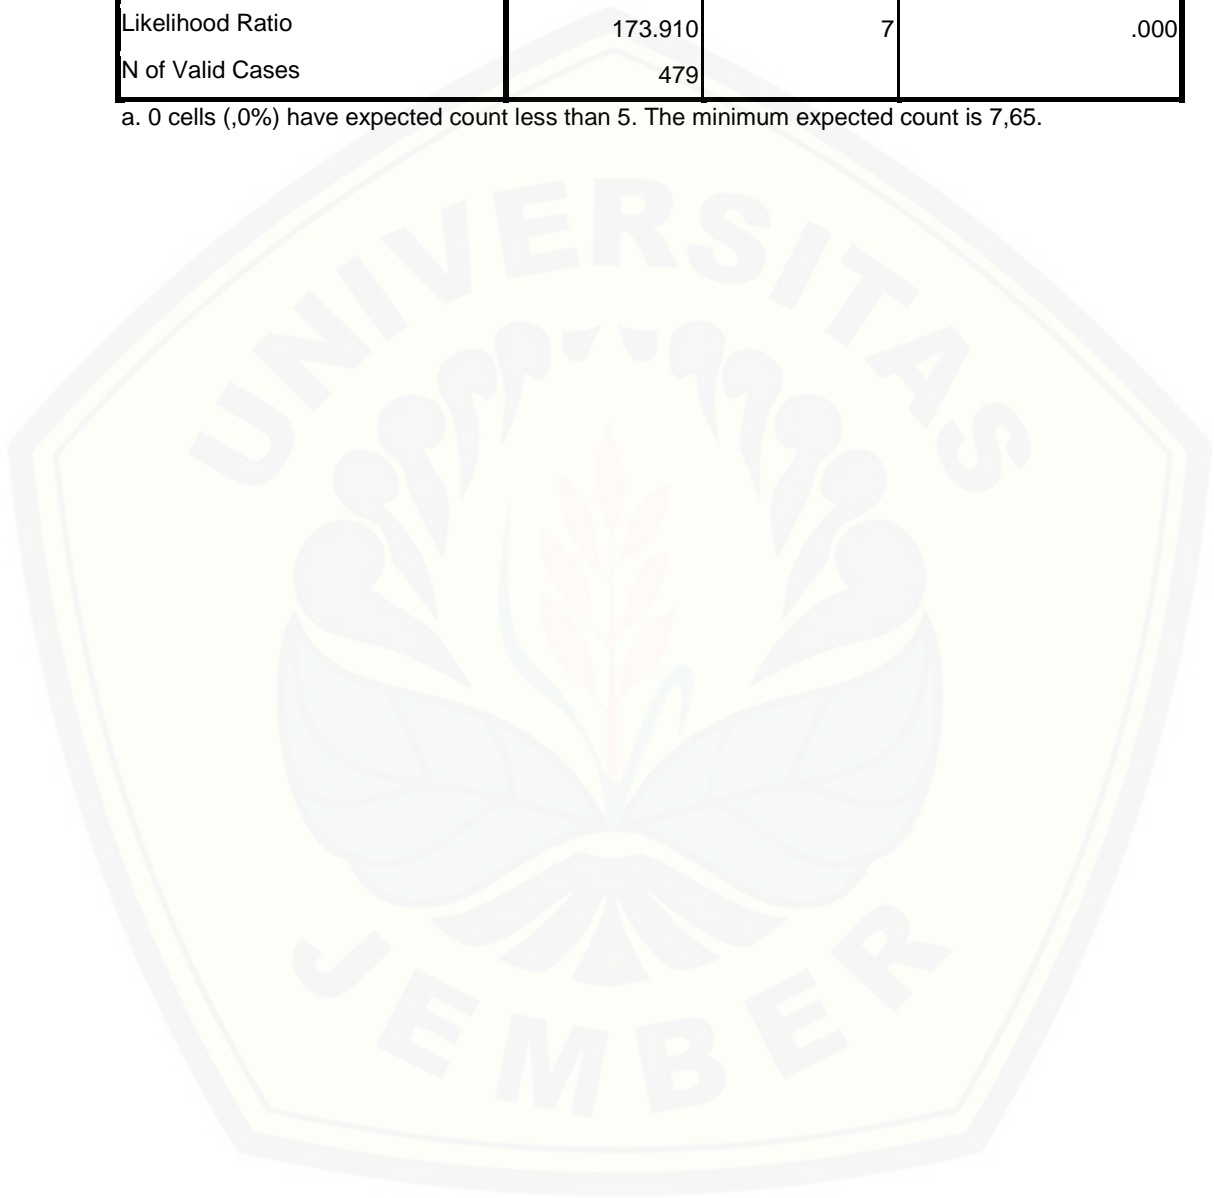 Likelihood Ratio 173.910 7 .000
N of Valid Cases 479
a. 0 cells (,0%) have expected count less than 5. The minimum expected count is 7,65.
UNIVERSITAS
JEMBER